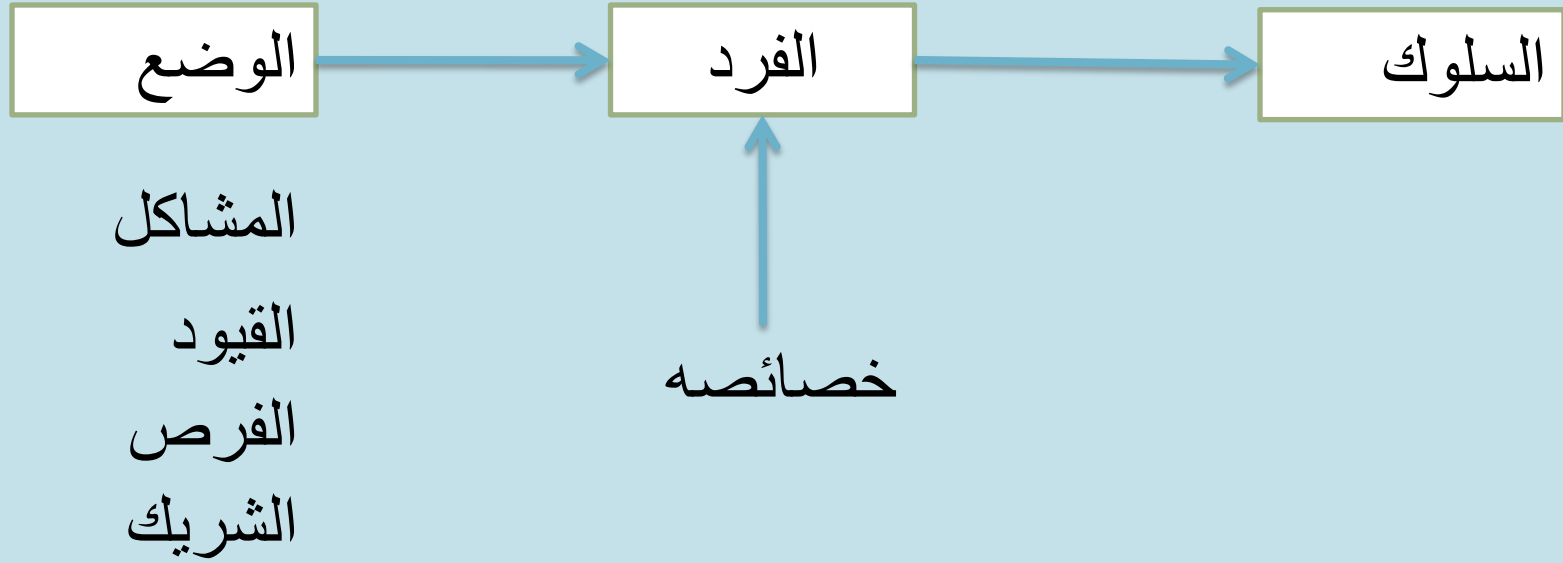 الوضع
الفرد
السلوك
المشاكل
القيود
الفرص
الشريك
خصائصه